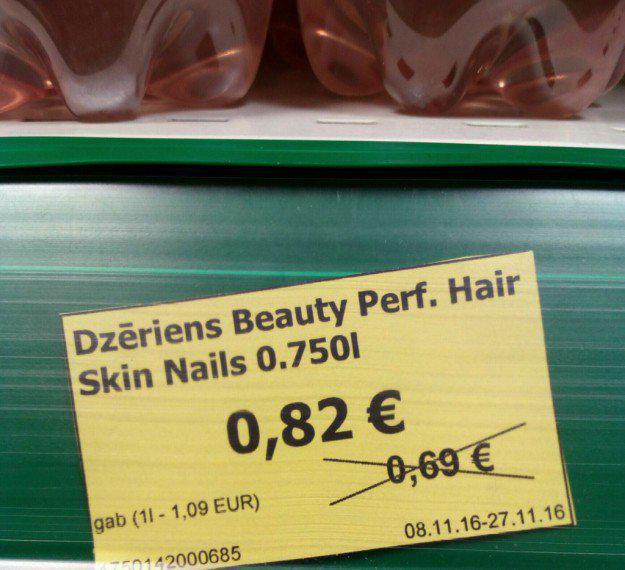 Dzēriens Beauty Perf. Hair
Skin Nails 0.750l
0,82 €
0,69 €
gab (1l - 1,09 EUR)
08.11.16-27.11.16
4750142000685